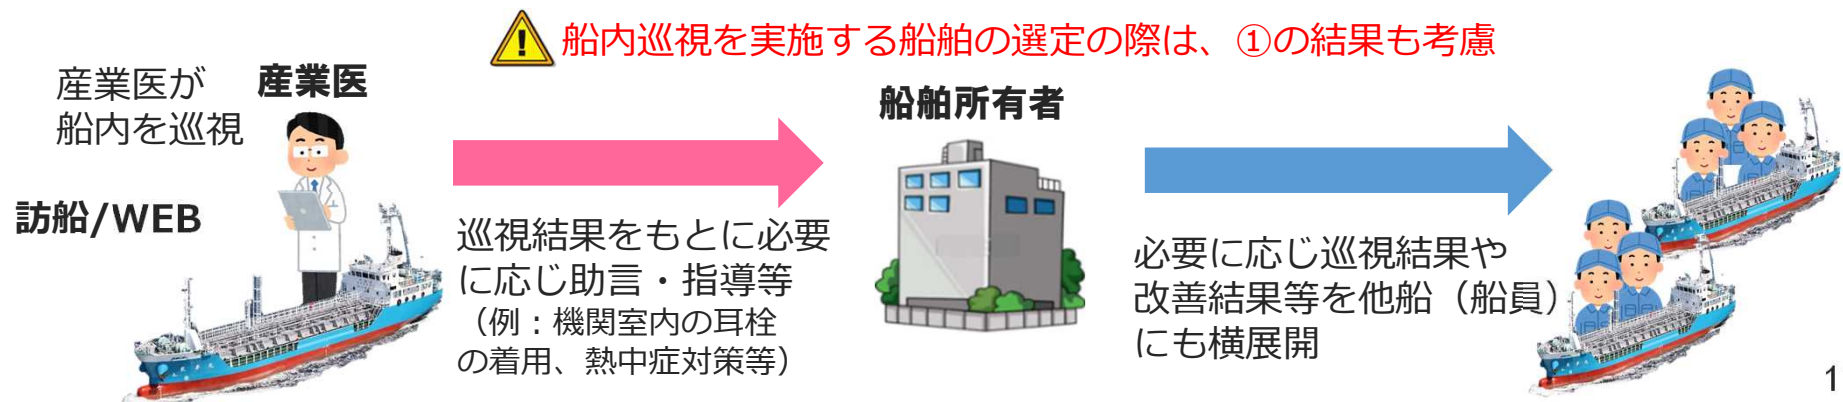 船内巡視を実施する船舶の選定の際は、①の結果も考慮
産業医が
船内を巡視
産業医
訪船/WEB
巡視結果をもとに必要
に応じ助言・指導等
（例：機関室内の耳栓
の着用、熱中症対策等）
船舶所有者
必要に応じ巡視結果や
改善結果等を他船（船員）
にも横展開
1